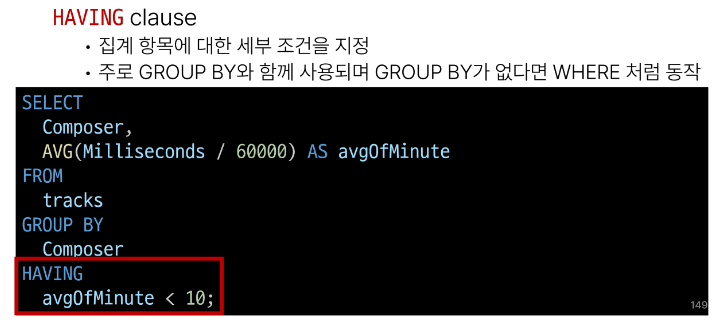 HAVING clause
• 집계 항목에 대한 세부 조건을 지정
• 주로 GROUP BY와 함께 사용되며 GROUP BY가 없다면 WHERE 처럼 동작
SELECT
  Composer,
  AVG(Milliseconds / 60000) AS avgOfMinute
FROM
  tracks
GROUP BY
  Composer
HAVING
  avgOfMinute < 10;
149